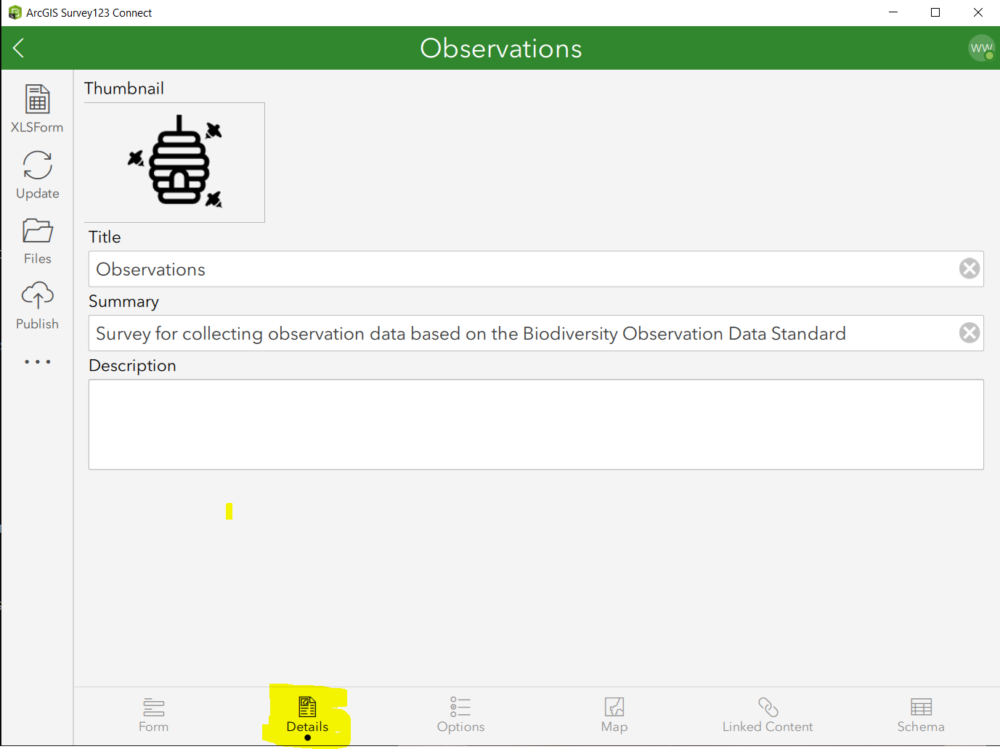 ArcGIS Survey123 Connect
Observations
WW
XLSForm
Update
Files
Publish
Thumbnail
Title
Observations
Summary
Survey for collecting observation data based on the Biodiversity Observation Data Standard
Description
Form
Details
Options
Map
Linked Content
Schema